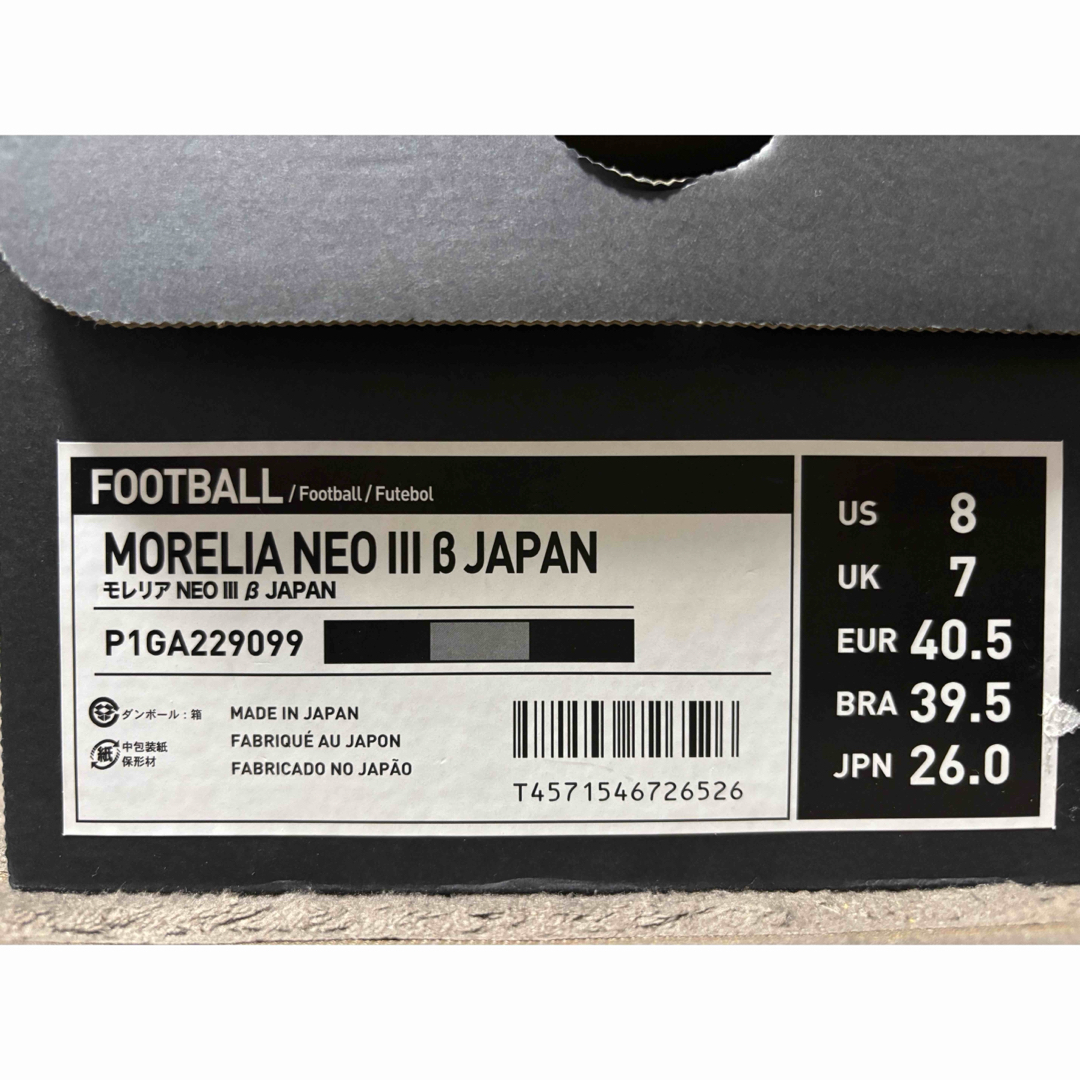 FOOTBALL / Football / Futebol
MORELIA NEO III β JAPAN
モレリア NEO III β JAPAN
P1GA229099
ダンボール : 箱
紙 中包装紙
保形材
MADE IN JAPAN
FABRIQUÉ AU JAPON
FABRICADO NO JAPÃO
T4571546726526
US 8
UK 7
EUR 40.5
BRA 39.5
JPN 26.0